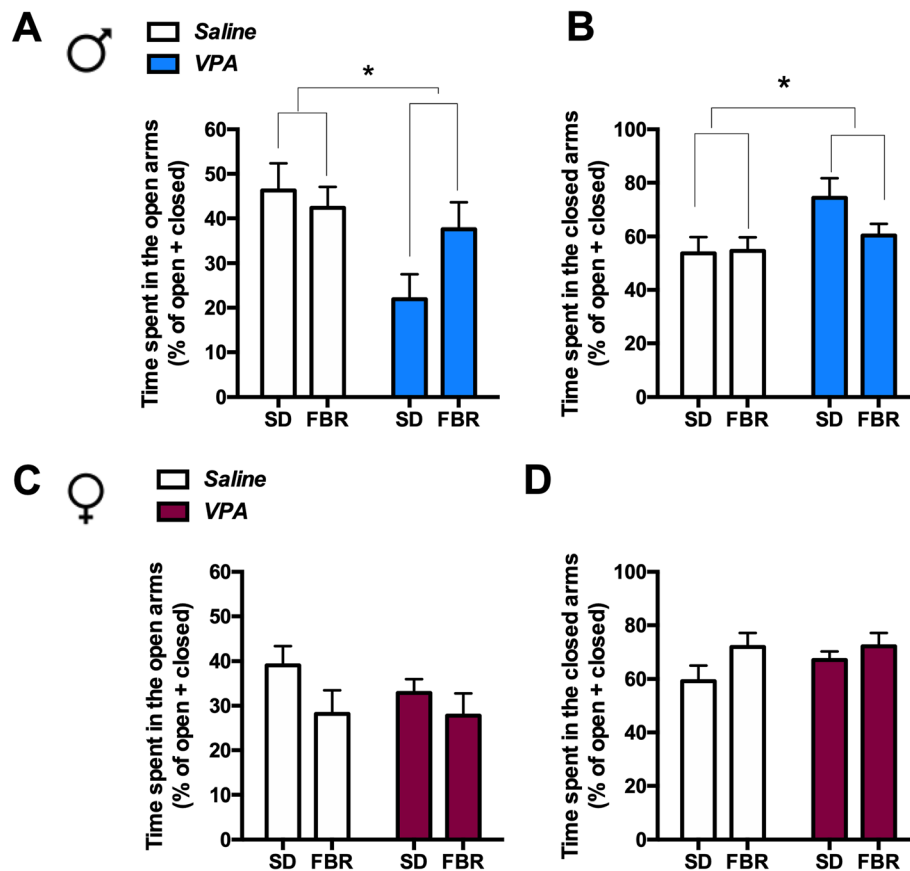 A
♂
Saline
VPA
*
Time spent in the open arms
(% of open + closed)
60
50
40
30
20
10
0
SD FBR SD FBR
B
*
Time spent in the closed arms
(% of open + closed)
100
80
60
40
20
0
SD FBR SD FBR
C
♀
Saline
VPA
Time spent in the open arms
(% of open + closed)
60
50
40
30
20
10
0
SD FBR SD FBR
D
Time spent in the closed arms
(% of open + closed)
100
80
60
40
20
0
SD FBR SD FBR